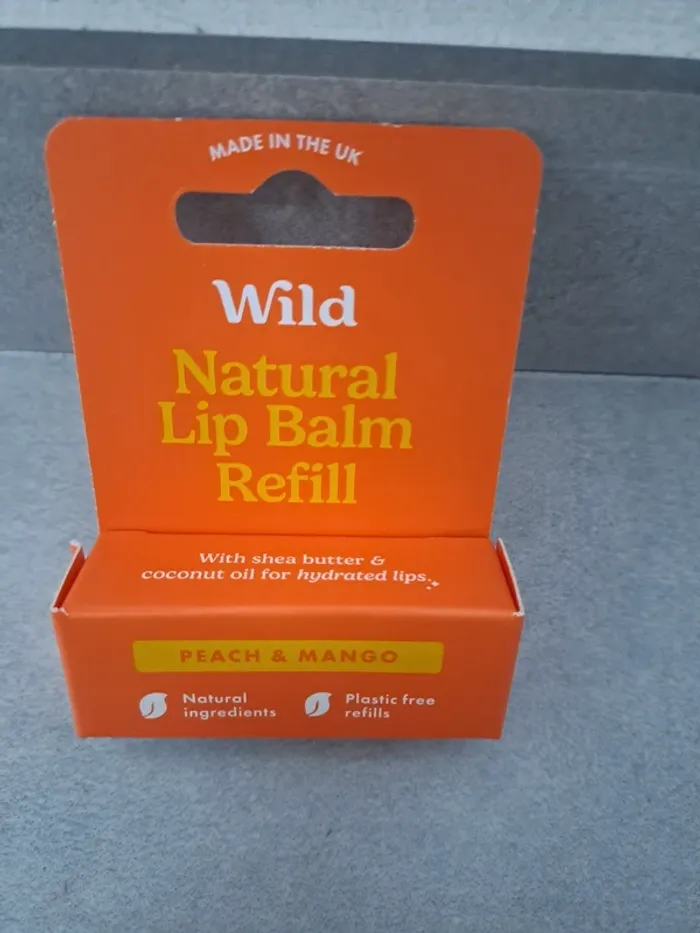 MADE IN THE UK
Wild
Natural
Lip Balm
Refill
With shea butter &
coconut oil for hydrated lips.
PEACH & MANGO
Natural
ingredients
Plastic free
refills